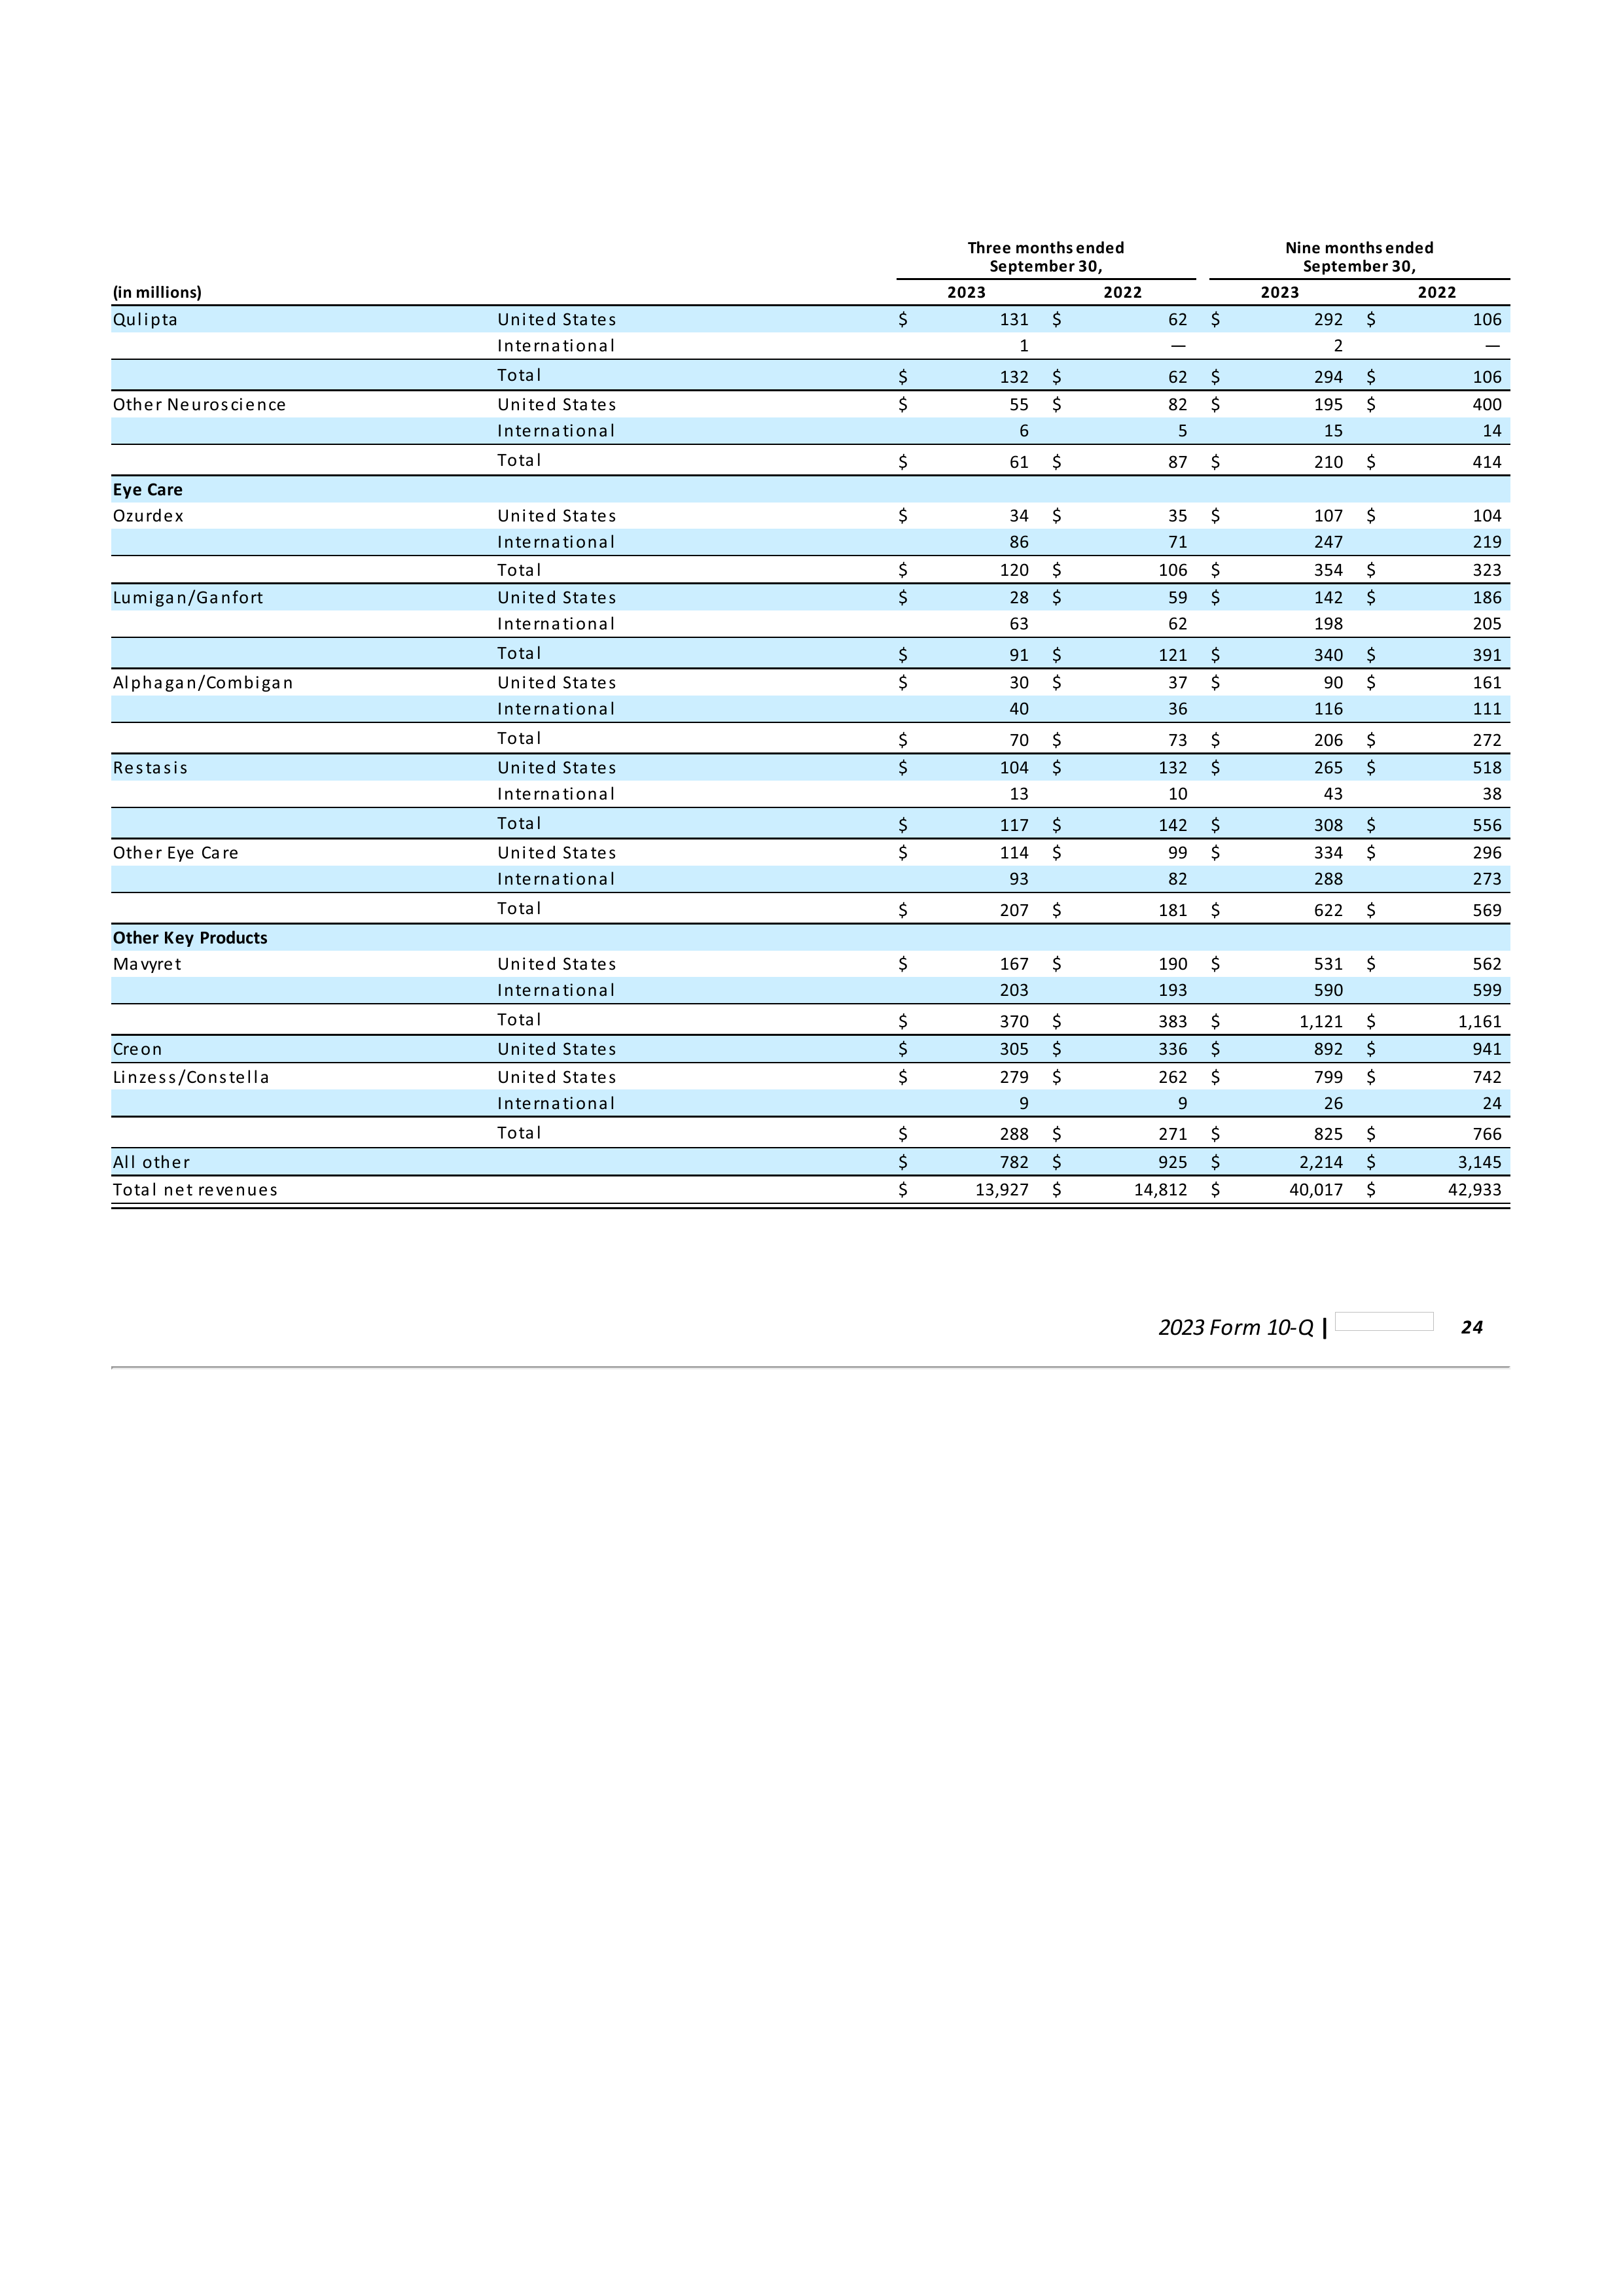 Three months ended Nine months ended
September 30, September 30,
(in millions) 2023 2022 2023 2022
Qulipta United States $ 131 $ 62 $ 292 $ 106
International 1 — 2 —
Total $ 132 $ 62 $ 294 $ 106
Other Neuroscience United States $ 55 $ 82 $ 195 $ 400
International 6 5 15 14
Total $ 61 $ 87 $ 210 $ 414
Eye Care
Ozurdex United States $ 34 $ 35 $ 107 $ 104
International 86 71 247 219
Total $ 120 $ 106 $ 354 $ 323
Lumigan/Ganfort United States $ 28 $ 59 $ 142 $ 186
International 63 62 198 205
Total $ 91 $ 121 $ 340 $ 391
Alphagan/Combigan United States $ 30 $ 37 $ 90 $ 161
International 40 36 116 111
Total $ 70 $ 73 $ 206 $ 272
Restasis United States $ 104 $ 132 $ 265 $ 518
International 13 10 43 38
Total $ 117 $ 142 $ 308 $ 556
Other Eye Care United States $ 114 $ 99 $ 334 $ 296
International 93 82 288 273
Total $ 207 $ 181 $ 622 $ 569
Other Key Products
Mavyret United States $ 167 $ 190 $ 531 $ 562
International 203 193 590 599
Total $ 370 $ 383 $ 1,121 $ 1,161
Creon United States $ 305 $ 336 $ 892 $ 941
Linzess/Constella United States $ 279 $ 262 $ 799 $ 742
International 9 9 26 24
Total $ 288 $ 271 $ 825 $ 766
All other $ 782 $ 925 $ 2,214 $ 3,145
Total net revenues $ 13,927 $ 14,812 $ 40,017 $ 42,933
2023 Form 10-Q | 24